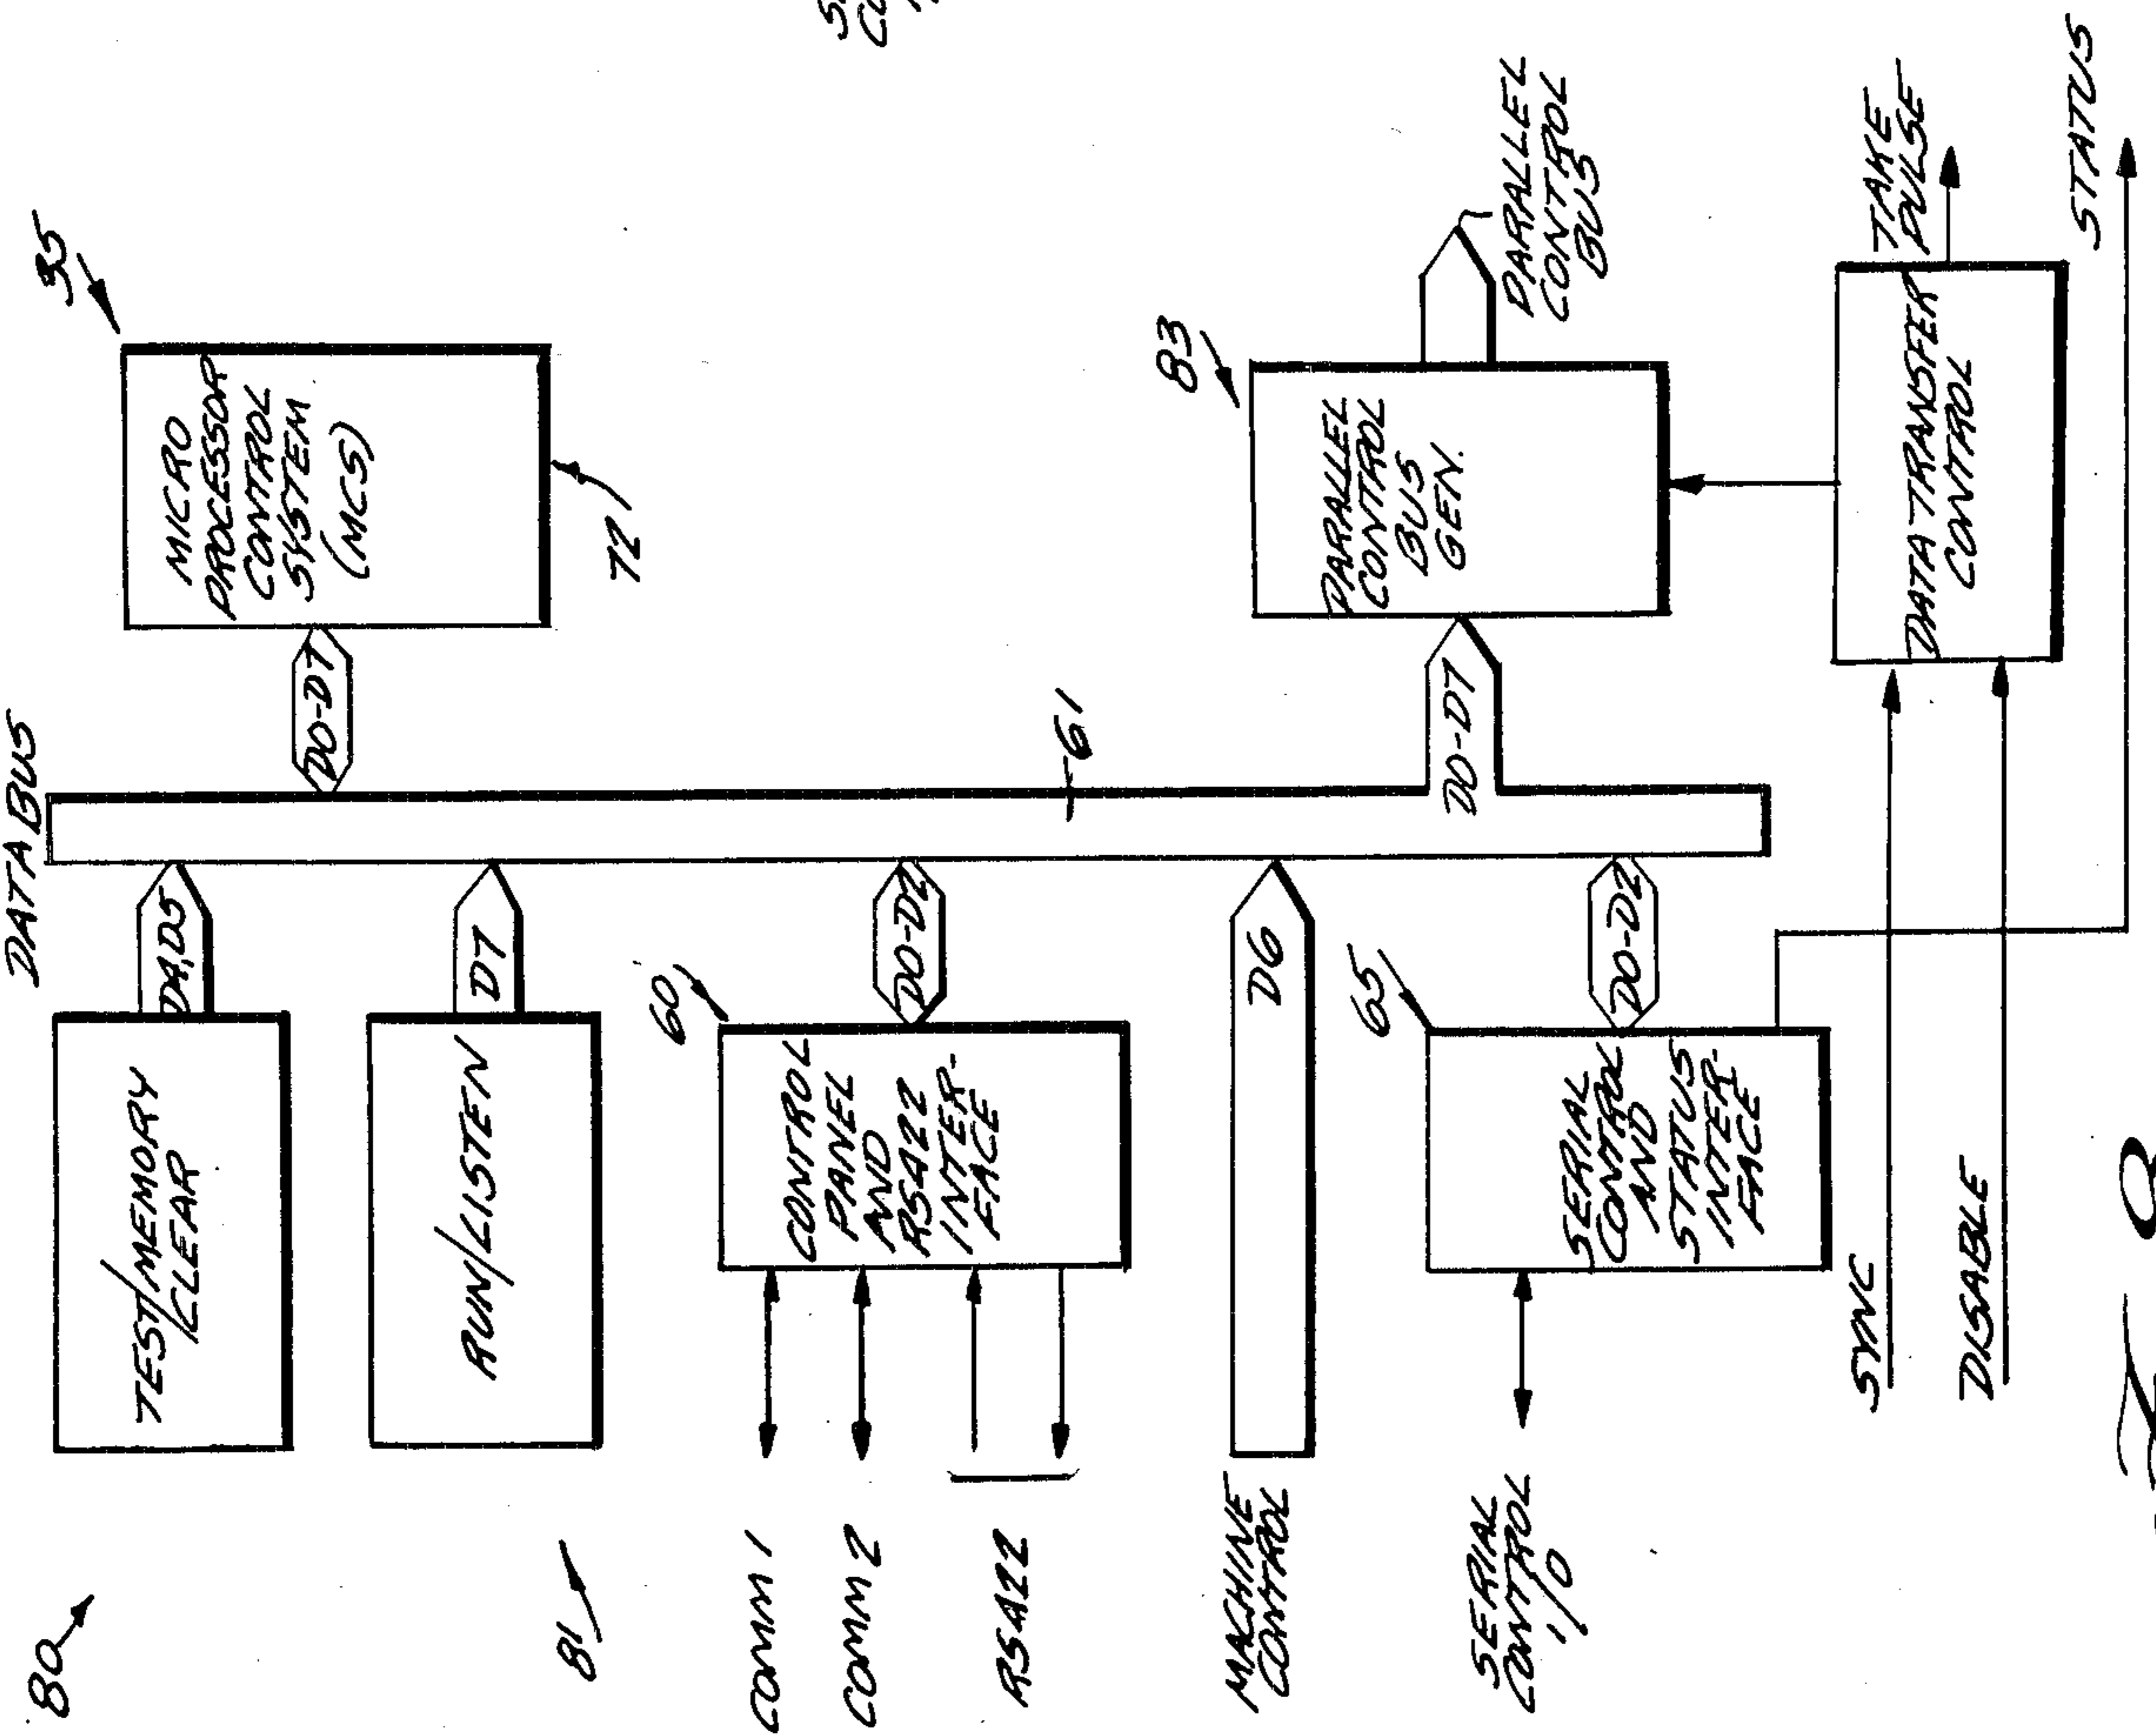 DATA BUS
80
TEST/MEMORY
CLEAR
D4,D5
D0-D7
MICRO
PROCESSOR
CONTROL
SYSTEM
(MCS)
35
72
81
RUN/LISTEN
D7
COMM 1
COMM 2
RS422
60
CONTROL
PANEL
AND
RS422
INTER-
FACE
D0-D2
61
MACHINE
CONTROL
D6
83
PARALLEL
CONTROL
BUS
GEN.
D0-D7
PARALLEL
CONTROL
BUS
SERIAL
CONTROL
I/O
65
SERIAL
CONTROL
AND
STATUS
INTER-
FACE
D0-D2
SYNC
DISABLE
DATA TRANSFER
CONTROL
TAKE
PULSE
STATUS